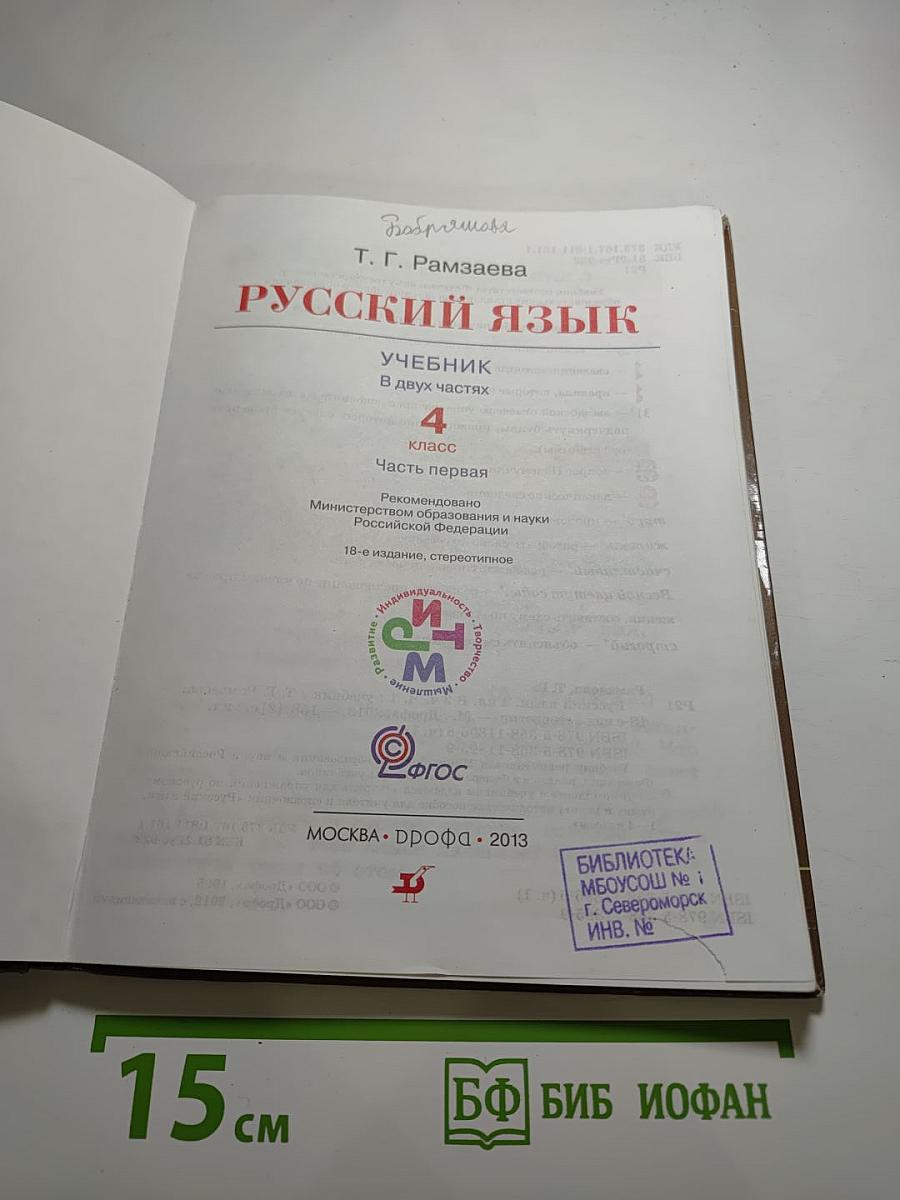 Бобряшова
Т. Г. Рамзаева
РУССКИЙ ЯЗЫК
УЧЕБНИК
В двух частях
4
класс
Часть первая
Рекомендовано
Министерством образования и науки
Российской Федерации
18-е издание, стереотипное
РИТМ
Развитие • Индивидуальность • Творчество • Мышление •
ФГОС
МОСКВА • дрофа • 2013
БИБЛИОТЕКА
МБОУСОШ № 1
г. Североморск
ИНВ. №
15 см
БФ БИБ ИОФАН